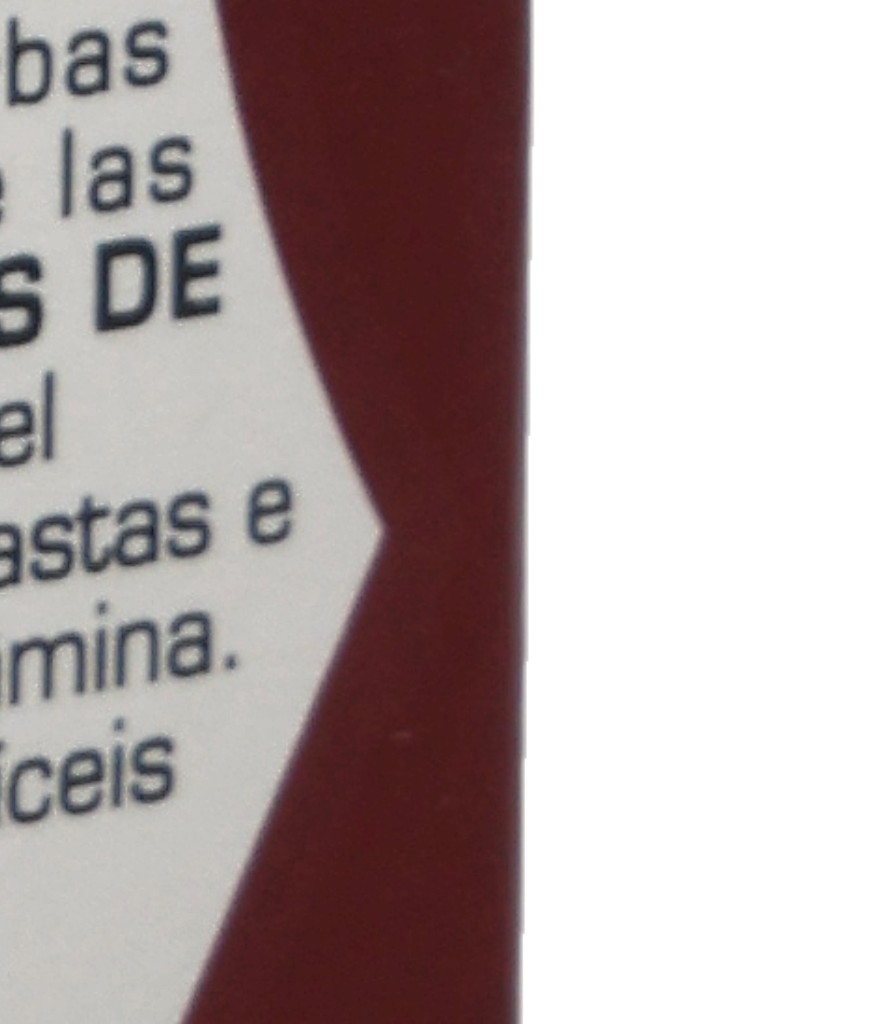 bas
las
S DE
el
astas e
mina.
íceis